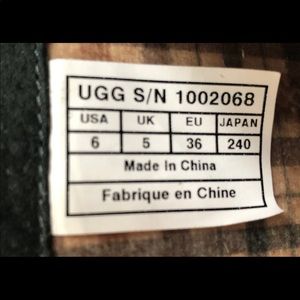 UGG S/N 1002068
USA UK EU JAPAN
6 5 36 240
Made In China
Fabrique en Chine